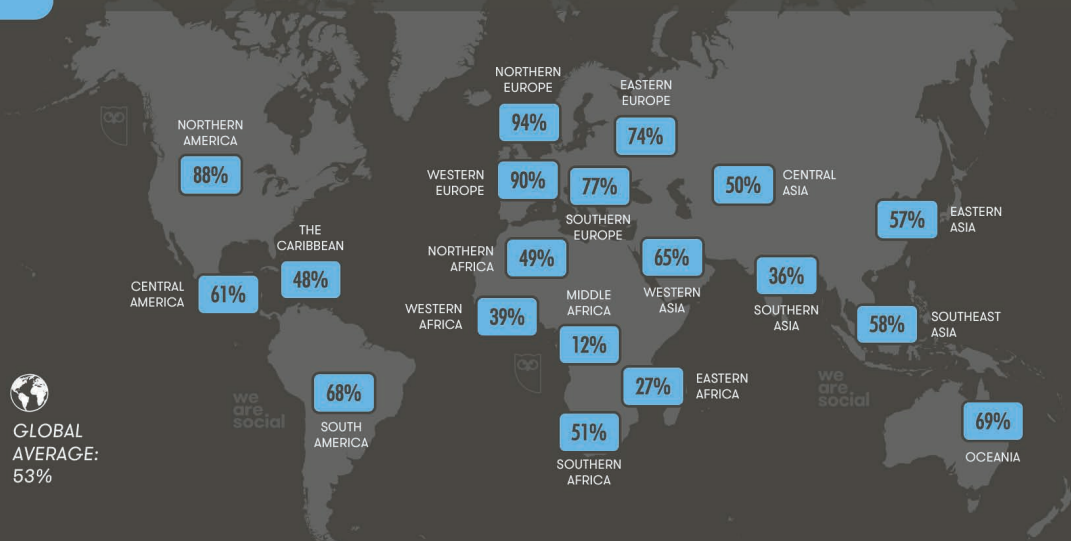 NORTHERN
EUROPE
94%
EASTERN
EUROPE
74%
NORTHERN
AMERICA
88%
WESTERN
EUROPE
90%
77%
SOUTHERN
EUROPE
50%
CENTRAL
ASIA
57%
EASTERN
ASIA
THE
CARIBBEAN
48%
NORTHERN
AFRICA
49%
65%
WESTERN
ASIA
36%
SOUTHERN
ASIA
CENTRAL
AMERICA
61%
WESTERN
AFRICA
39%
MIDDLE
AFRICA
12%
58%
SOUTHEAST
ASIA
27%
EASTERN
AFRICA
68%
SOUTH
AMERICA
51%
SOUTHERN
AFRICA
69%
OCEANIA
we
are
social
we
are
social
GLOBAL
AVERAGE:
53%